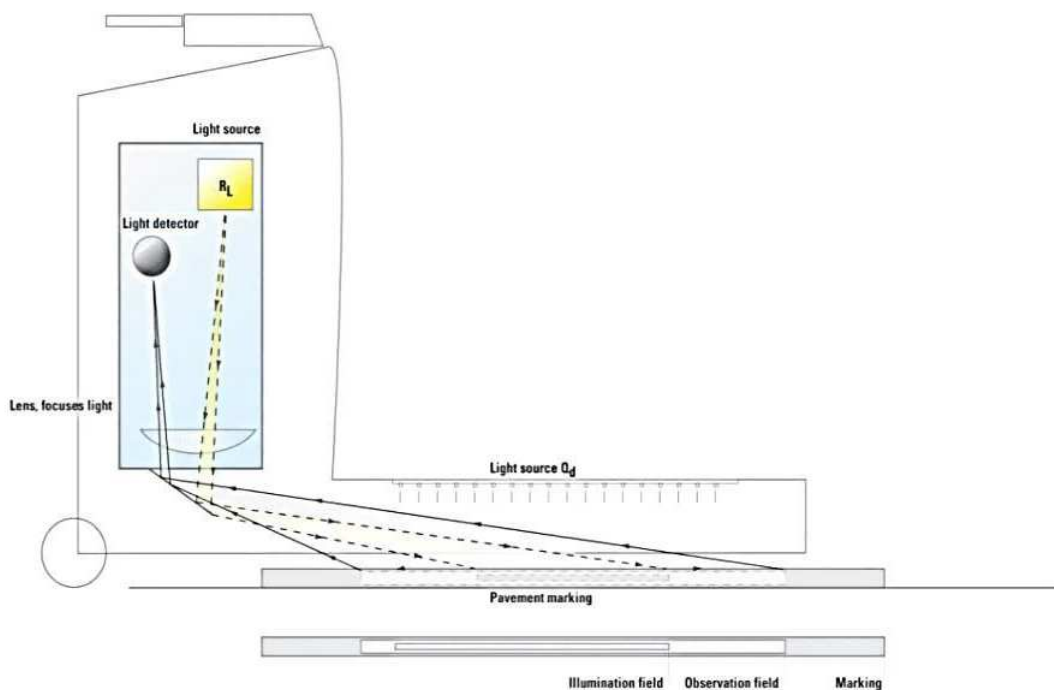 Light source
R_L
Light detector
Lens, focuses light
Light source Q_d
Pavement marking
Illumination field
Observation field
Marking